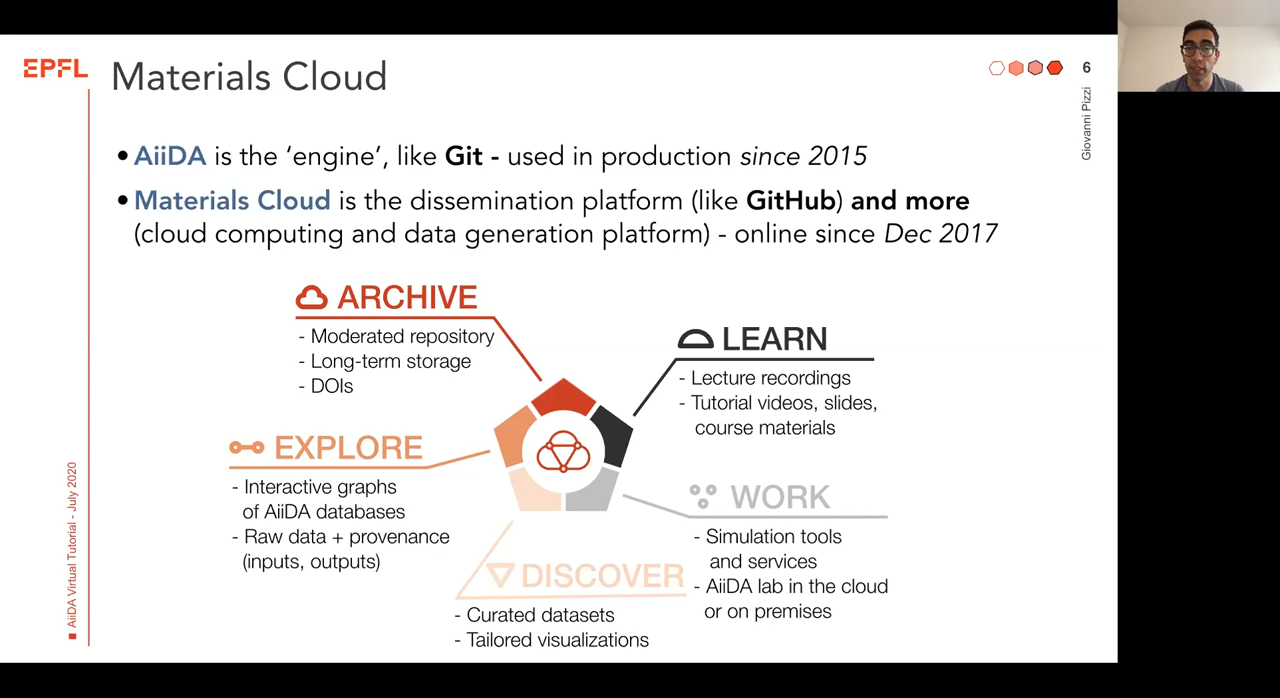 EPFL
Materials Cloud
6
Giovanni Pizzi
• AiiDA is the ‘engine’, like Git - used in production since 2015
• Materials Cloud is the dissemination platform (like GitHub) and more
(cloud computing and data generation platform) - online since Dec 2017
ARCHIVE
- Moderated repository
- Long-term storage
- DOIs
LEARN
- Lecture recordings
- Tutorial videos, slides,
course materials
EXPLORE
- Interactive graphs
of AiiDA databases
- Raw data + provenance
(inputs, outputs)
WORK
- Simulation tools
and services
- AiiDA lab in the cloud
or on premises
DISCOVER
- Curated datasets
- Tailored visualizations
■ AiiDA Virtual Tutorial - July 2020